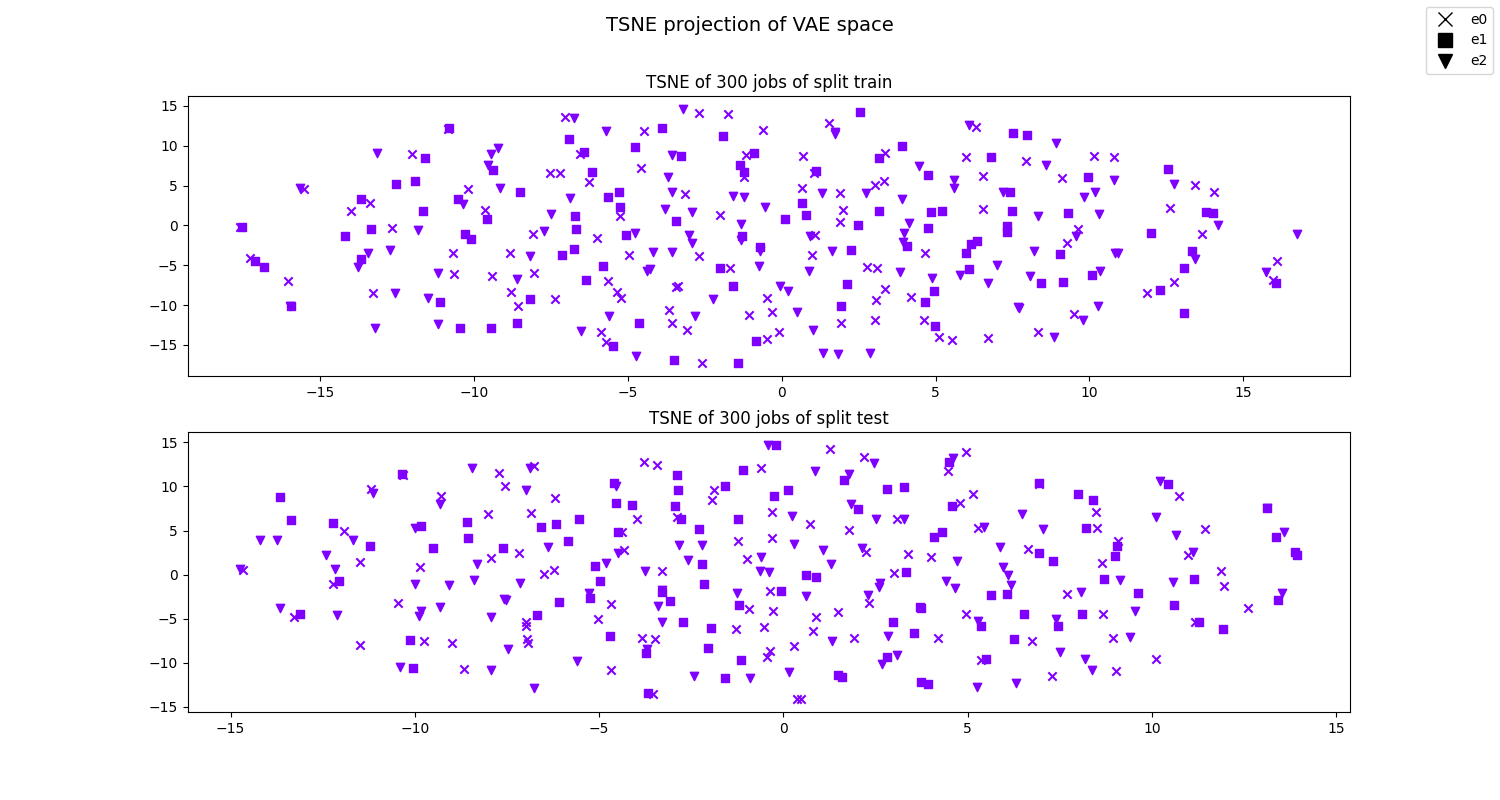 TSNE projection of VAE space
e0
e1
e2
TSNE of 300 jobs of split train
15
10
5
0
−5
−10
−15
−15 −10 −5 0 5 10 15
TSNE of 300 jobs of split test
15
10
5
0
−5
−10
−15
−15 −10 −5 0 5 10 15